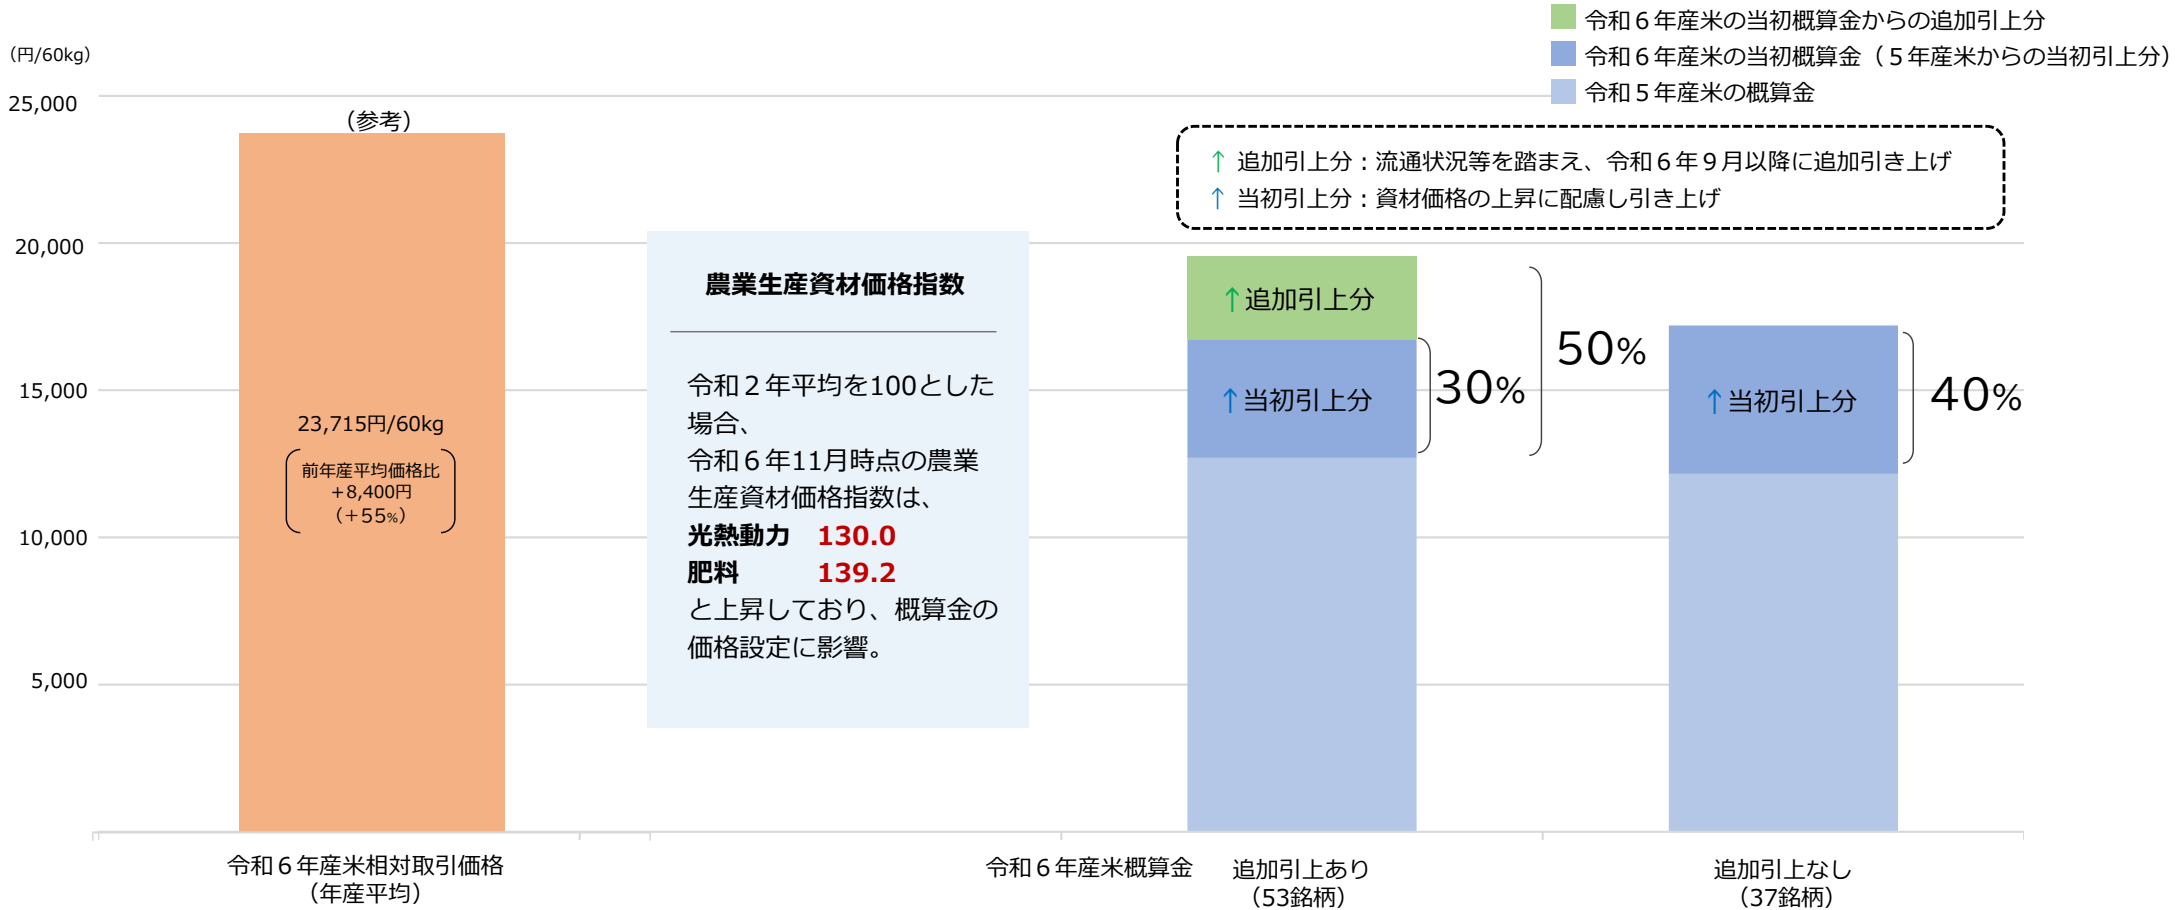 令和６年産米の当初概算金からの追加引上分
令和６年産米の当初概算金（５年産米からの当初引上分）
令和５年産米の概算金
（円/60kg）
25,000
20,000
15,000
10,000
5,000
（参考）
23,715円/60kg
前年産平均価格比
＋8,400円
（＋55%）
農業生産資材価格指数
令和２年平均を100とした
場合、
令和６年11月時点の農業
生産資材価格指数は、
光熱動力　130.0
肥料　139.2
と上昇しており、概算金の
価格設定に影響。
↑ 追加引上分：流通状況等を踏まえ、令和６年９月以降に追加引き上げ
↑ 当初引上分：資材価格の上昇に配慮し引き上げ
↑追加引上分
↑当初引上分
30%
50%
↑当初引上分
40%
令和６年産米相対取引価格
（年産平均）
令和６年産米概算金
追加引上あり
（53銘柄）
追加引上なし
（37銘柄）